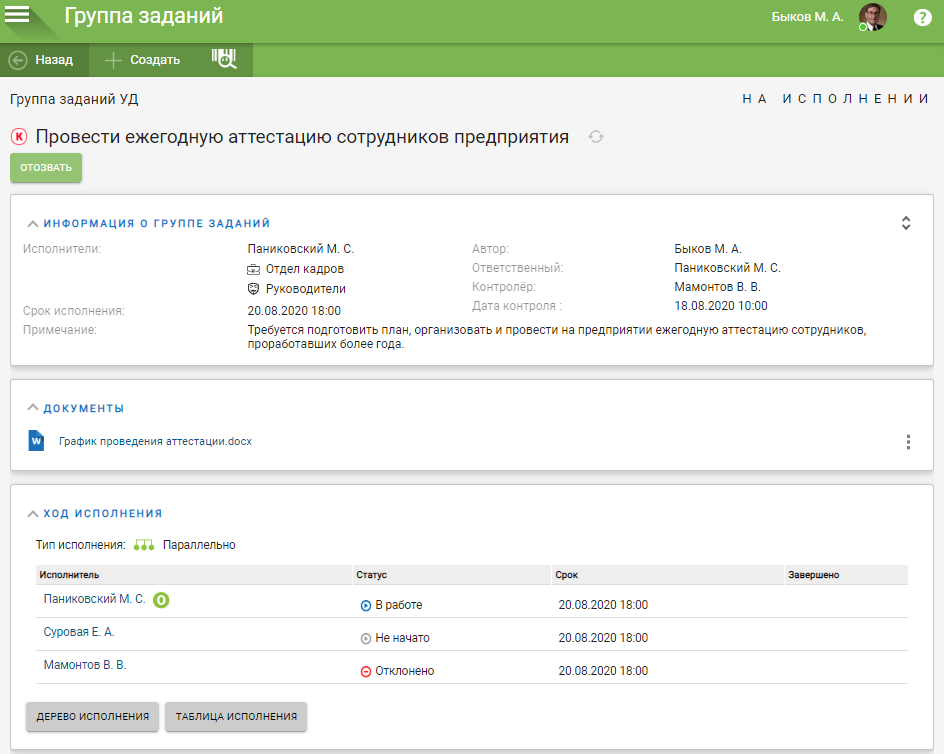 Группа заданий
Быков М. А.
?
Назад
Создать
Группа заданий УД
НА ИСПОЛНЕНИИ
К Провести ежегодную аттестацию сотрудников предприятия
ОТОЗВАТЬ
ИНФОРМАЦИЯ О ГРУППЕ ЗАДАНИЙ
Исполнители: Паниковский М. С. Автор: Быков М. А.
Отдел кадров Ответственный: Паниковский М. С.
Руководители Контролёр: Мамонтов В. В.
Срок исполнения: 20.08.2020 18:00 Дата контроля : 18.08.2020 10:00
Примечание: Требуется подготовить план, организовать и провести на предприятии ежегодную аттестацию сотрудников,
проработавших более года.
ДОКУМЕНТЫ
W График проведения аттестации.docx
ХОД ИСПОЛНЕНИЯ
Тип исполнения: Параллельно
Исполнитель Статус Срок Завершено
Паниковский М. С. О В работе 20.08.2020 18:00
Суровая Е. А. Не начато 20.08.2020 18:00
Мамонтов В. В. Отклонено 20.08.2020 18:00
ДЕРЕВО ИСПОЛНЕНИЯ ТАБЛИЦА ИСПОЛНЕНИЯ